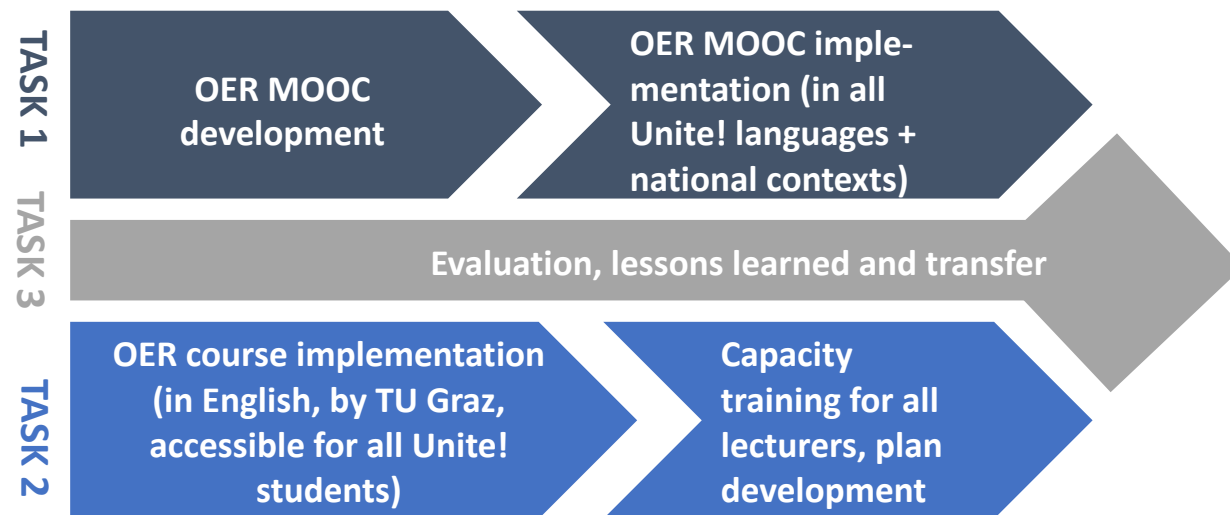 TASK 1
OER MOOC
development
OER MOOC imple-
mentation (in all
Unite! languages +
national contexts)
TASK 3
Evaluation, lessons learned and transfer
TASK 2
OER course implementation
(in English, by TU Graz,
accessible for all Unite!
students)
Capacity
training for all
lecturers, plan
development